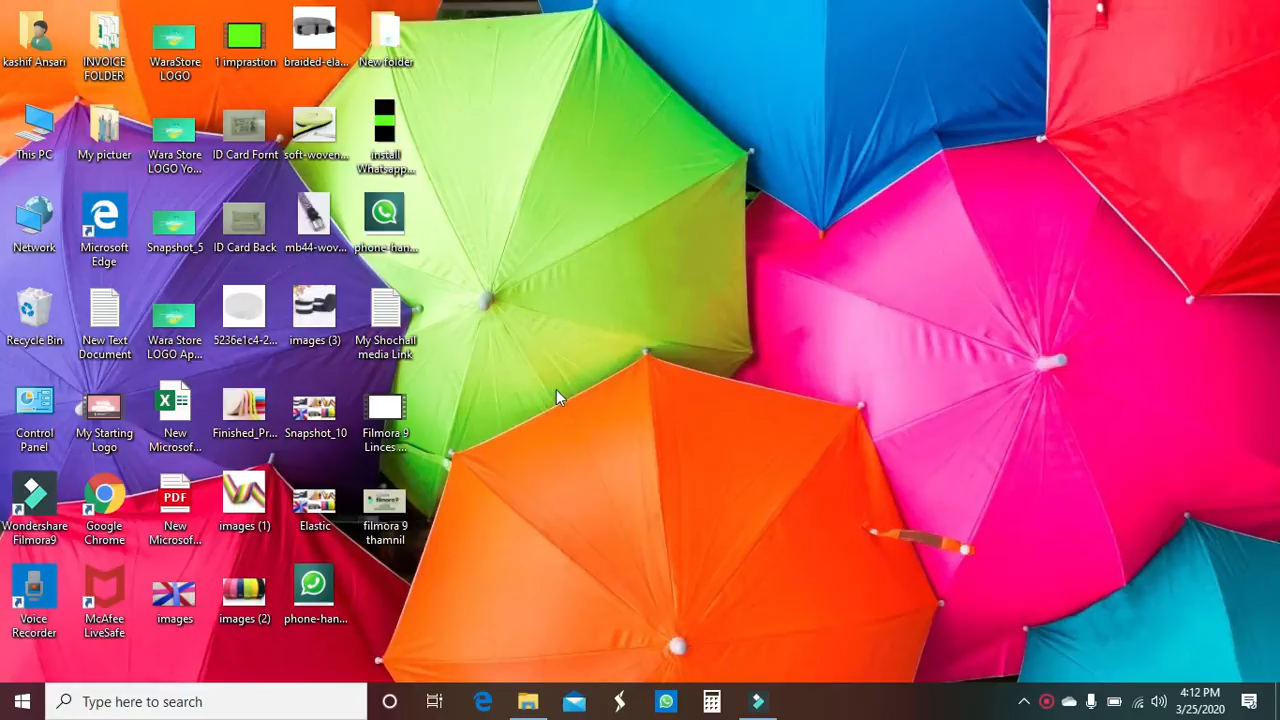 kashif Ansari
INVOICE
FOLDER
WaraStore
LOGO
1 imprastion
braided-ela...
New folder
This PC
My pictuer
Wara Store
LOGO Yo...
ID Card Fornt
soft-woven...
install
Whatsapp...
Network
Microsoft
Edge
Snapshot_5
ID Card Back
mb44-wov...
phone-han...
Recycle Bin
New Text
Document
Wara Store
LOGO Ap...
5236e1c4-2...
images (3)
My Shochail
media Link
Control
Panel
My Starting
Logo
New
Microsof...
Finished_Pr...
Snapshot_10
Filmora 9
Linces ...
Wondershare
Filmora9
Google
Chrome
PDF
New
Microsof...
images (1)
Elastic
filmora 9
thamnil
Voice
Recorder
McAfee
LiveSafe
images
images (2)
phone-han...
Type here to search
4:12 PM
3/25/2020